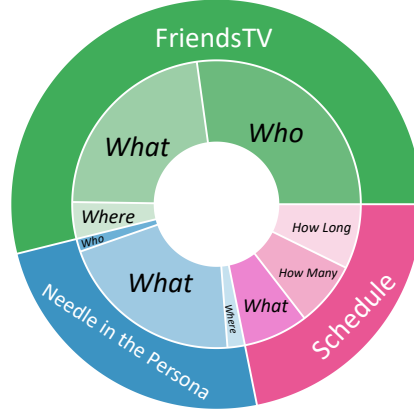 FriendsTV
What
Who
Where
Who
What
Where
What
How Many
How Long
Needle in the Persona
Schedule